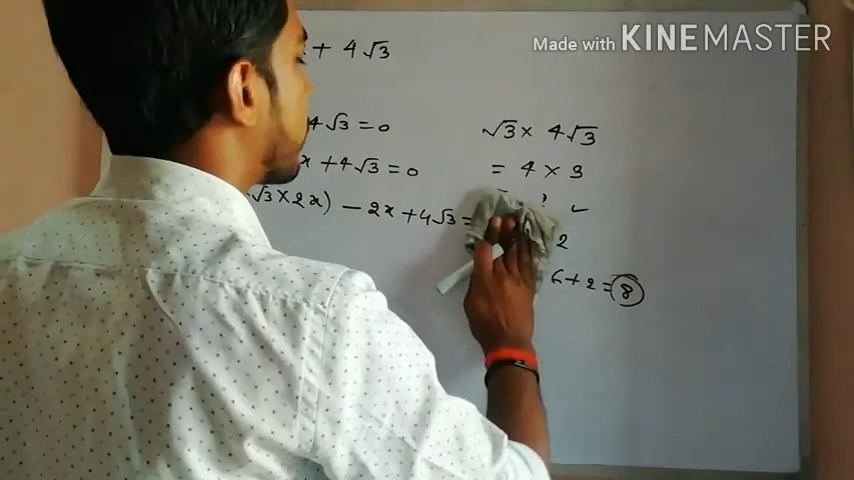 Made with KINEMASTER
+ 4√3
4√3 = 0
x + 4√3 = 0
√3 × 2x) - 2x + 4√3 =
√3 × 4√3
= 4 × 3
2
6 + 2 = 8